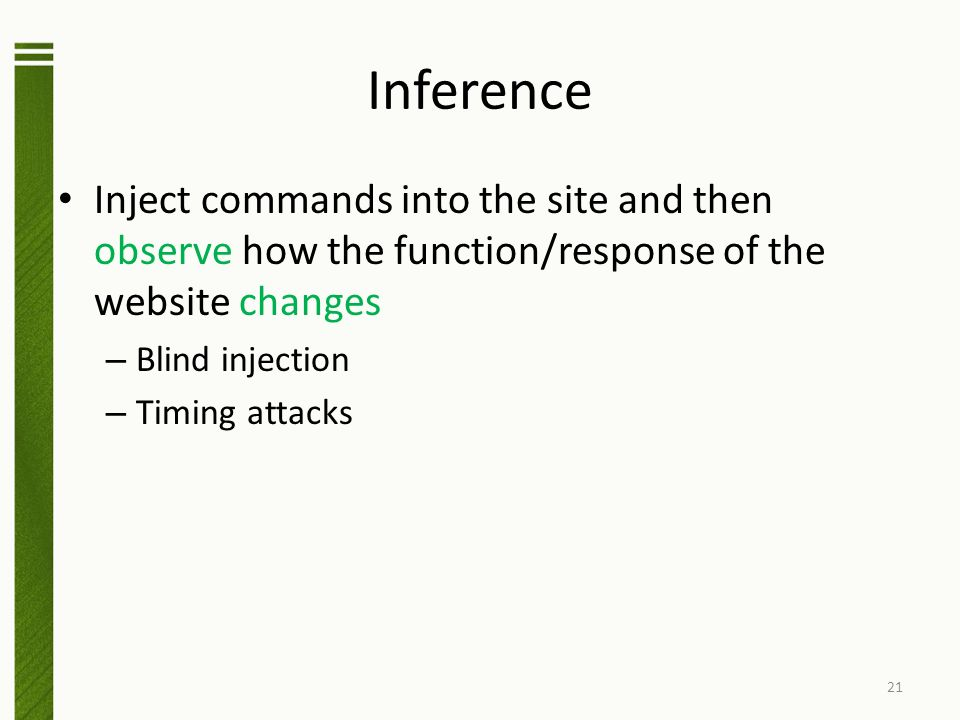 Inference
• Inject commands into the site and then
observe how the function/response of the
website changes
– Blind injection
– Timing attacks
21